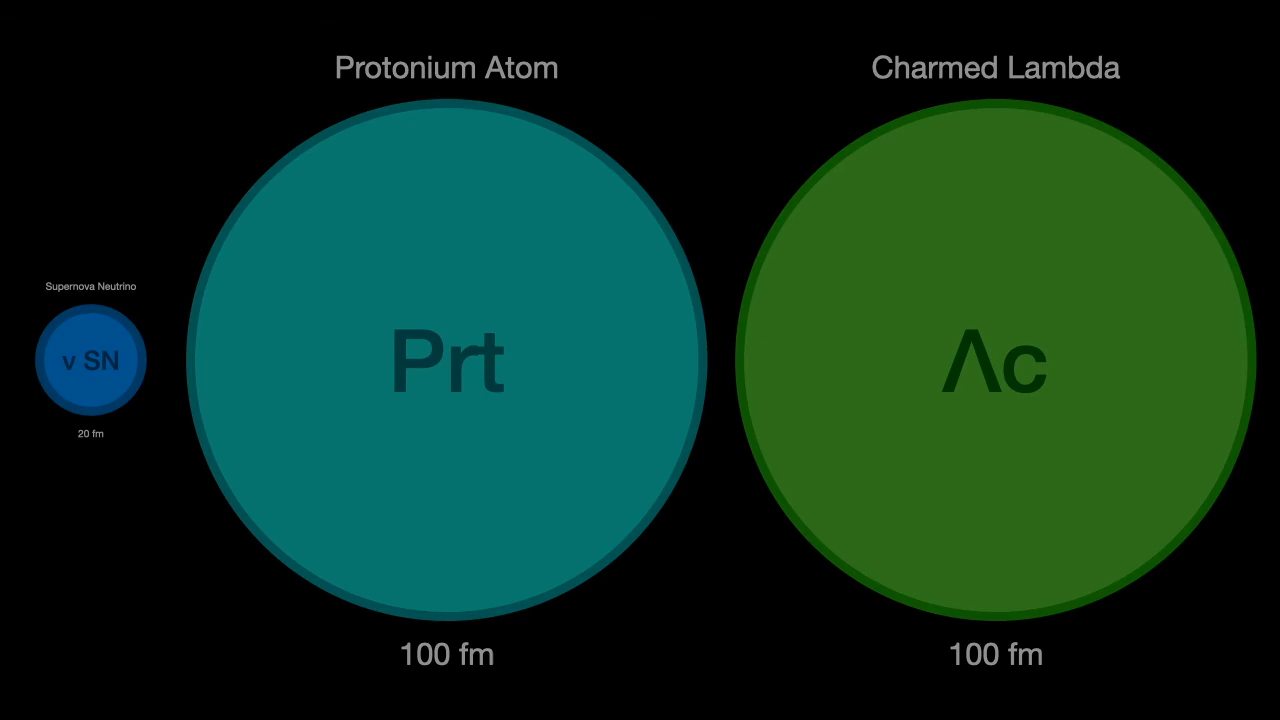 Supernova Neutrino
v SN
20 fm
Protonium Atom
Prt
100 fm
Charmed Lambda
Λc
100 fm